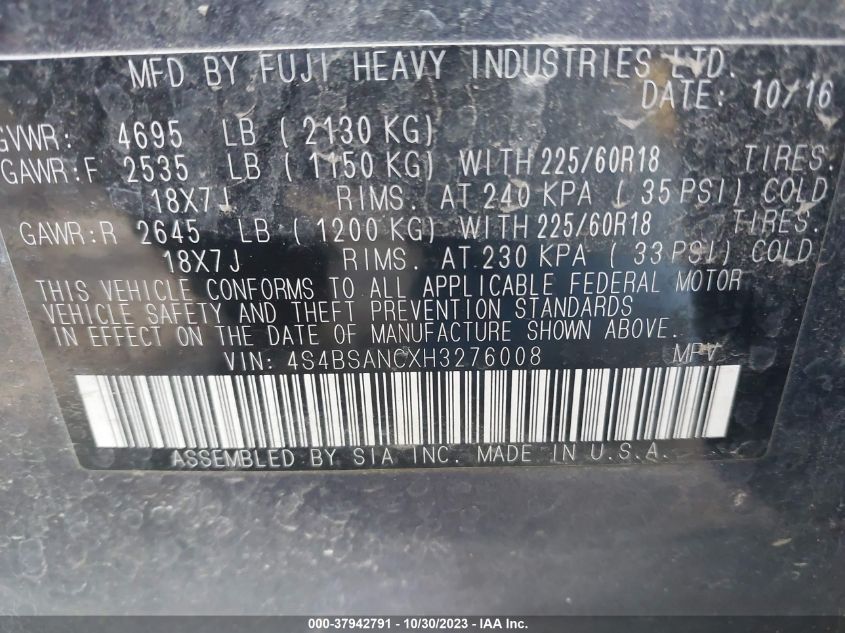 MFD BY FUJI HEAVY INDUSTRIES LTD.
DATE: 10/16
GVWR: 4695 LB ( 2130 KG)
GAWR:F 2535 LB ( 1150 KG) WITH 225/60R18 TIRES.
18X7J RIMS. AT 240 KPA ( 35 PSI) COLD
GAWR:R 2645 LB ( 1200 KG) WITH 225/60R18 TIRES.
18X7J RIMS. AT 230 KPA ( 33 PSI) COLD.
THIS VEHICLE CONFORMS TO ALL APPLICABLE FEDERAL MOTOR
VEHICLE SAFETY AND THEFT PREVENTION STANDARDS
IN EFFECT ON THE DATE OF MANUFACTURE SHOWN ABOVE.
VIN: 4S4BSANCXH3276008 MPV
ASSEMBLED BY SIA INC. MADE IN U.S.A.
000-37942791 - 10/30/2023 - IAA Inc.